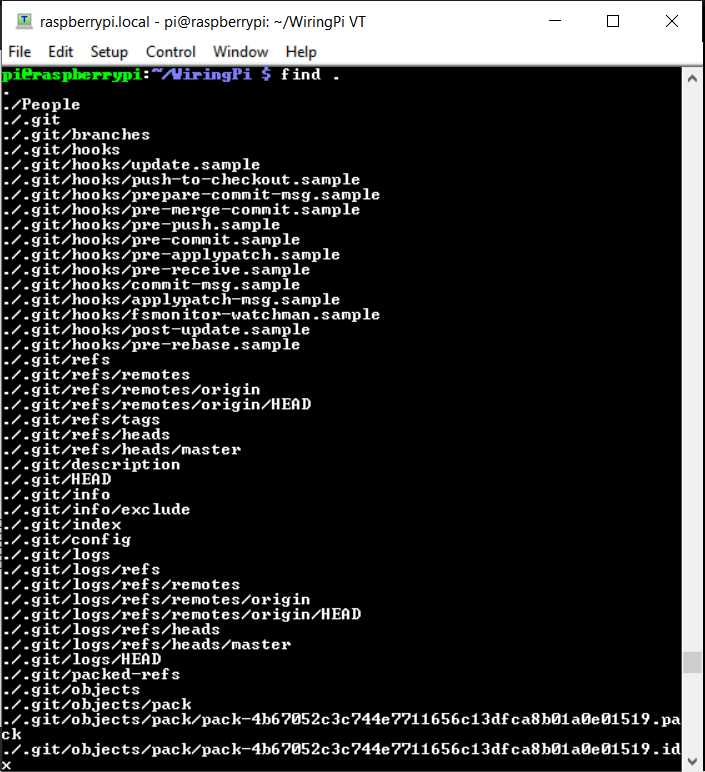 raspberrypi.local - pi@raspberrypi: ~/WiringPi VT
File Edit Setup Control Window Help
pi@raspberrypi:~/WiringPi $ find .
.
./People
./.git
./.git/branches
./.git/hooks
./.git/hooks/update.sample
./.git/hooks/push-to-checkout.sample
./.git/hooks/prepare-commit-msg.sample
./.git/hooks/pre-merge-commit.sample
./.git/hooks/pre-push.sample
./.git/hooks/pre-commit.sample
./.git/hooks/pre-applypatch.sample
./.git/hooks/pre-receive.sample
./.git/hooks/commit-msg.sample
./.git/hooks/applypatch-msg.sample
./.git/hooks/fsmonitor-watchman.sample
./.git/hooks/post-update.sample
./.git/hooks/pre-rebase.sample
./.git/refs
./.git/refs/remotes
./.git/refs/remotes/origin
./.git/refs/remotes/origin/HEAD
./.git/refs/tags
./.git/refs/heads
./.git/refs/heads/master
./.git/description
./.git/HEAD
./.git/info
./.git/info/exclude
./.git/index
./.git/config
./.git/logs
./.git/logs/refs
./.git/logs/refs/remotes
./.git/logs/refs/remotes/origin
./.git/logs/refs/remotes/origin/HEAD
./.git/logs/refs/heads
./.git/logs/refs/heads/master
./.git/logs/HEAD
./.git/packed-refs
./.git/objects
./.git/objects/pack
./.git/objects/pack/pack-4b67052c3c744e7711656c13dfca8b01a0e01519.pa
ck
./.git/objects/pack/pack-4b67052c3c744e7711656c13dfca8b01a0e01519.id
x